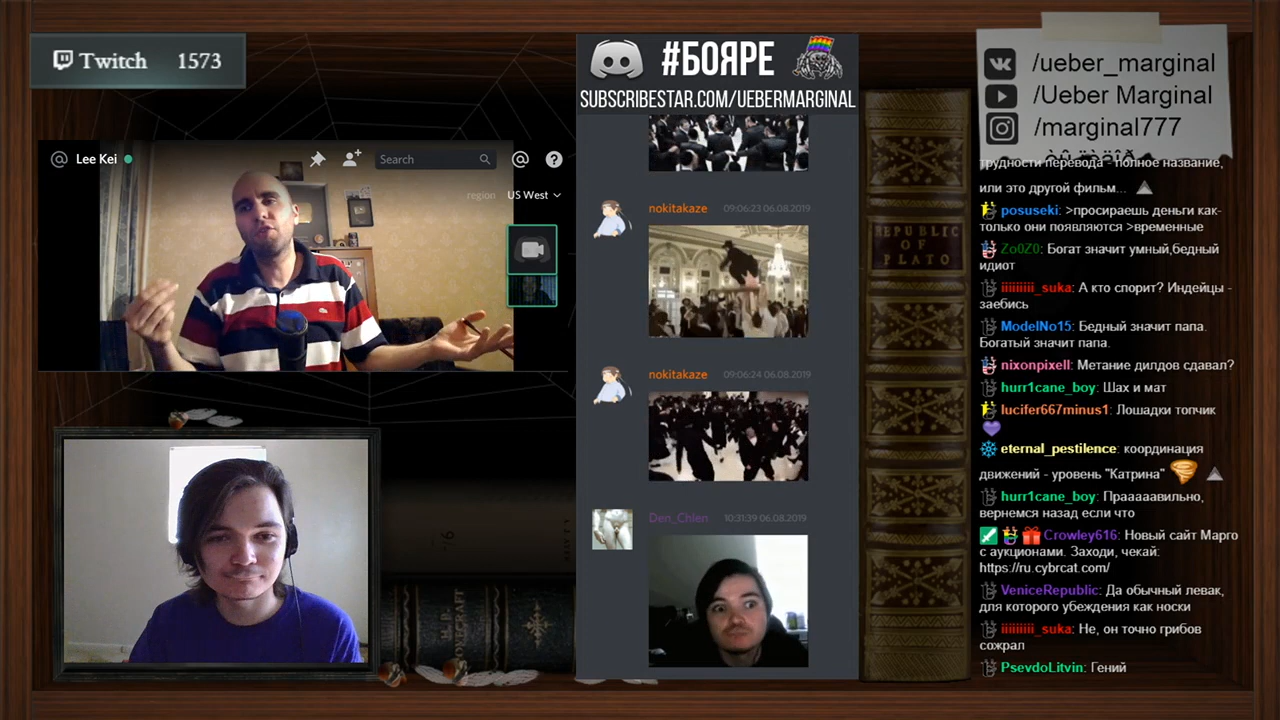 Twitch 1573
@ Lee Kei
Search
@ ?
region US West
#БОЯРЕ
SUBSCRIBESTAR.COM/UEBERMARGINAL
nokitakaze 09:06:23 06.08.2019
nokitakaze 09:06:24 06.08.2019
Den_Chlen 10:31:39 06.08.2019
REPUBLIC
OF
PLATO
/ueber_marginal
/Ueber Marginal
/marginal777
трудности перевода - полное название,
или это другой фильм...
posuseki: >просираешь деньги как-
только они появляются >временные
Zo0Z0: Богат значит умный,бедный
идиот
iiiiiiiii_suka: А кто спорит? Индейцы -
заебись
ModelNo15: Бедный значит папа.
Богатый значит папа.
nixonpixell: Метание дилдов сдавал?
hurr1cane_boy: Шах и мат
lucifer667minus1: Лошадки топчик
eternal_pestilence: координация
движений - уровень "Катрина"
hurr1cane_boy: Прааааавильно,
вернемся назад если что
Crowley616: Новый сайт Марго
с аукционами. Заходи, чекай:
https://ru.cybrcat.com/
VeniceRepublic: Да обычный левак,
для которого убеждения как носки
iiiiiiiii_suka: Не, он точно грибов
сожрал
PsevdoLitvin: Гений